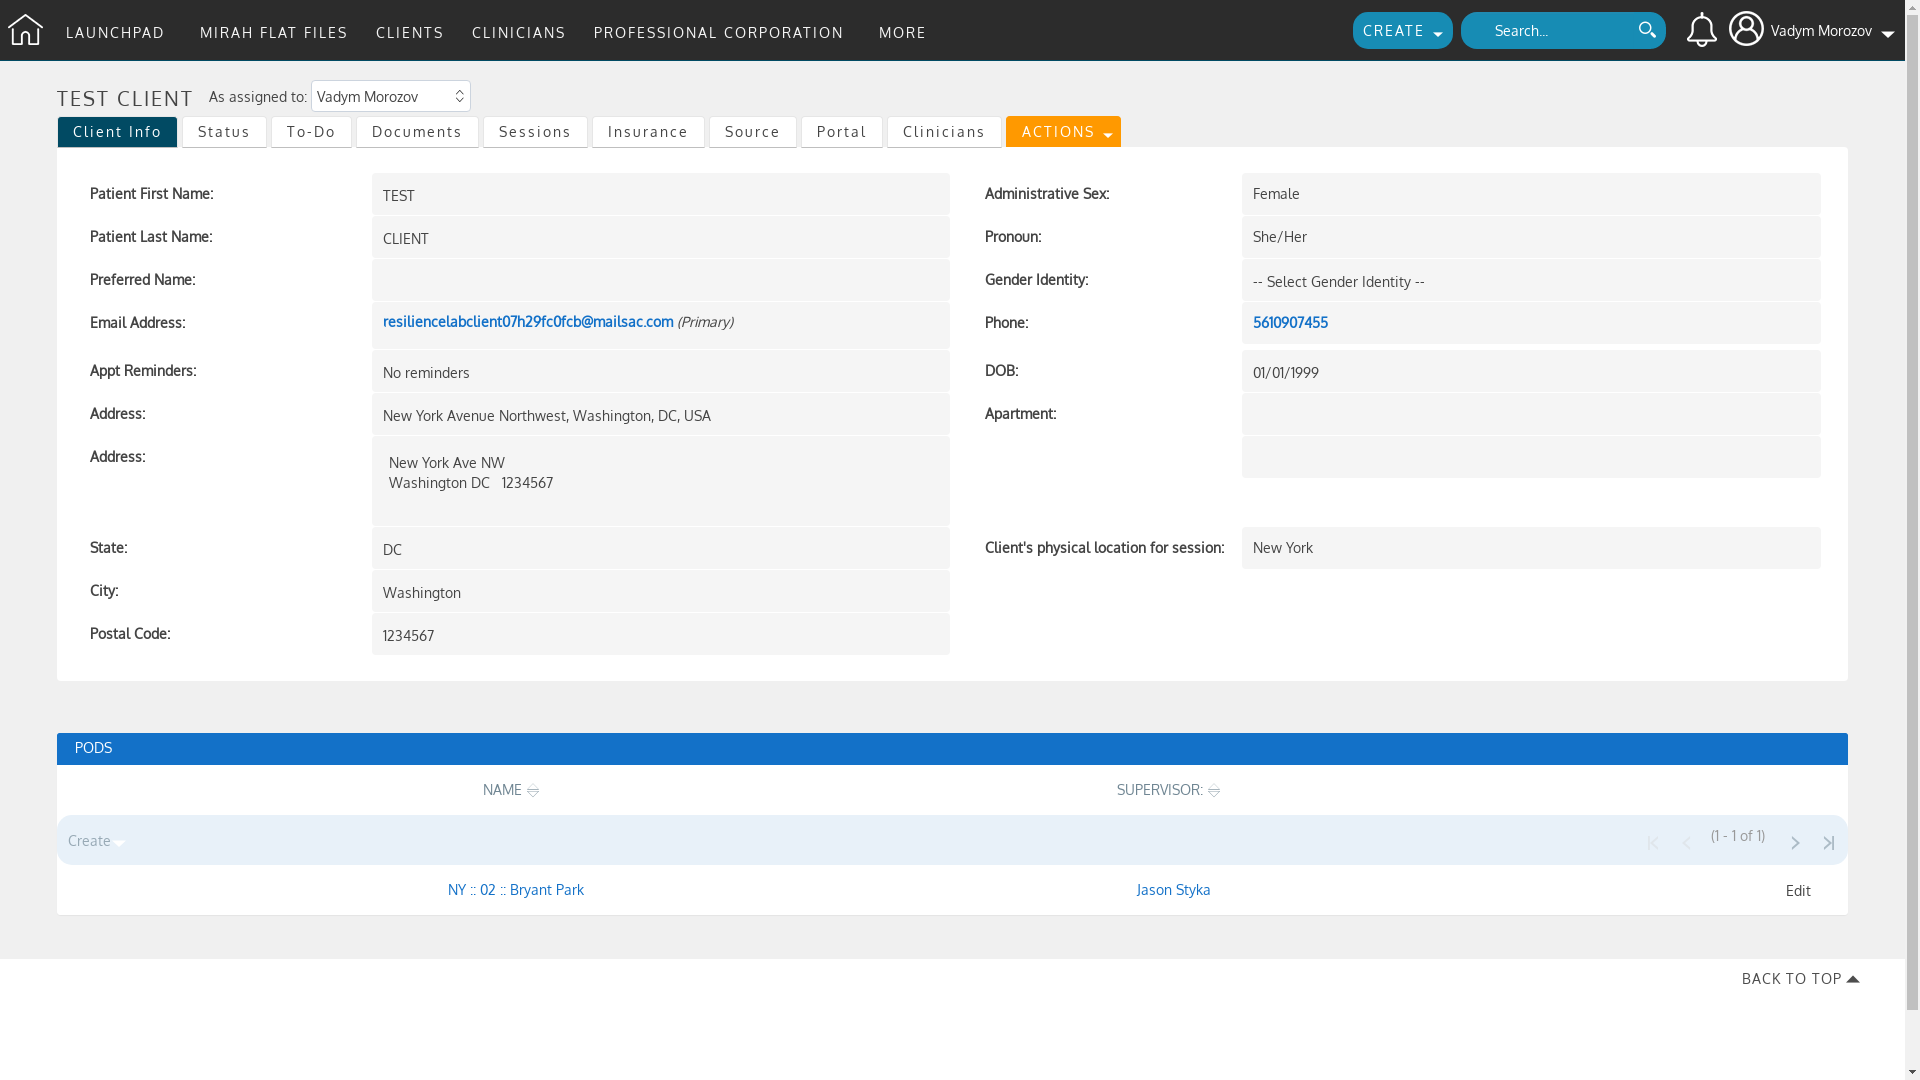 LAUNCHPAD MIRAH FLAT FILES CLIENTS CLINICIANS PROFESSIONAL CORPORATION MORE CREATE Search... Vadym Morozov
TEST CLIENT As assigned to: Vadym Morozov
Client Info Status To-Do Documents Sessions Insurance Source Portal Clinicians ACTIONS
Patient First Name: TEST Administrative Sex: Female
Patient Last Name: CLIENT Pronoun: She/Her
Preferred Name: Gender Identity: -- Select Gender Identity --
Email Address: resiliencelabclient07h29fc0fcb@mailsac.com (Primary) Phone: 5610907455
Appt Reminders: No reminders DOB: 01/01/1999
Address: New York Avenue Northwest, Washington, DC, USA Apartment:
Address: New York Ave NW
Washington DC 1234567
State: DC Client's physical location for session: New York
City: Washington
Postal Code: 1234567
PODS
NAME SUPERVISOR:
Create (1 - 1 of 1)
NY :: 02 :: Bryant Park Jason Styka Edit
BACK TO TOP